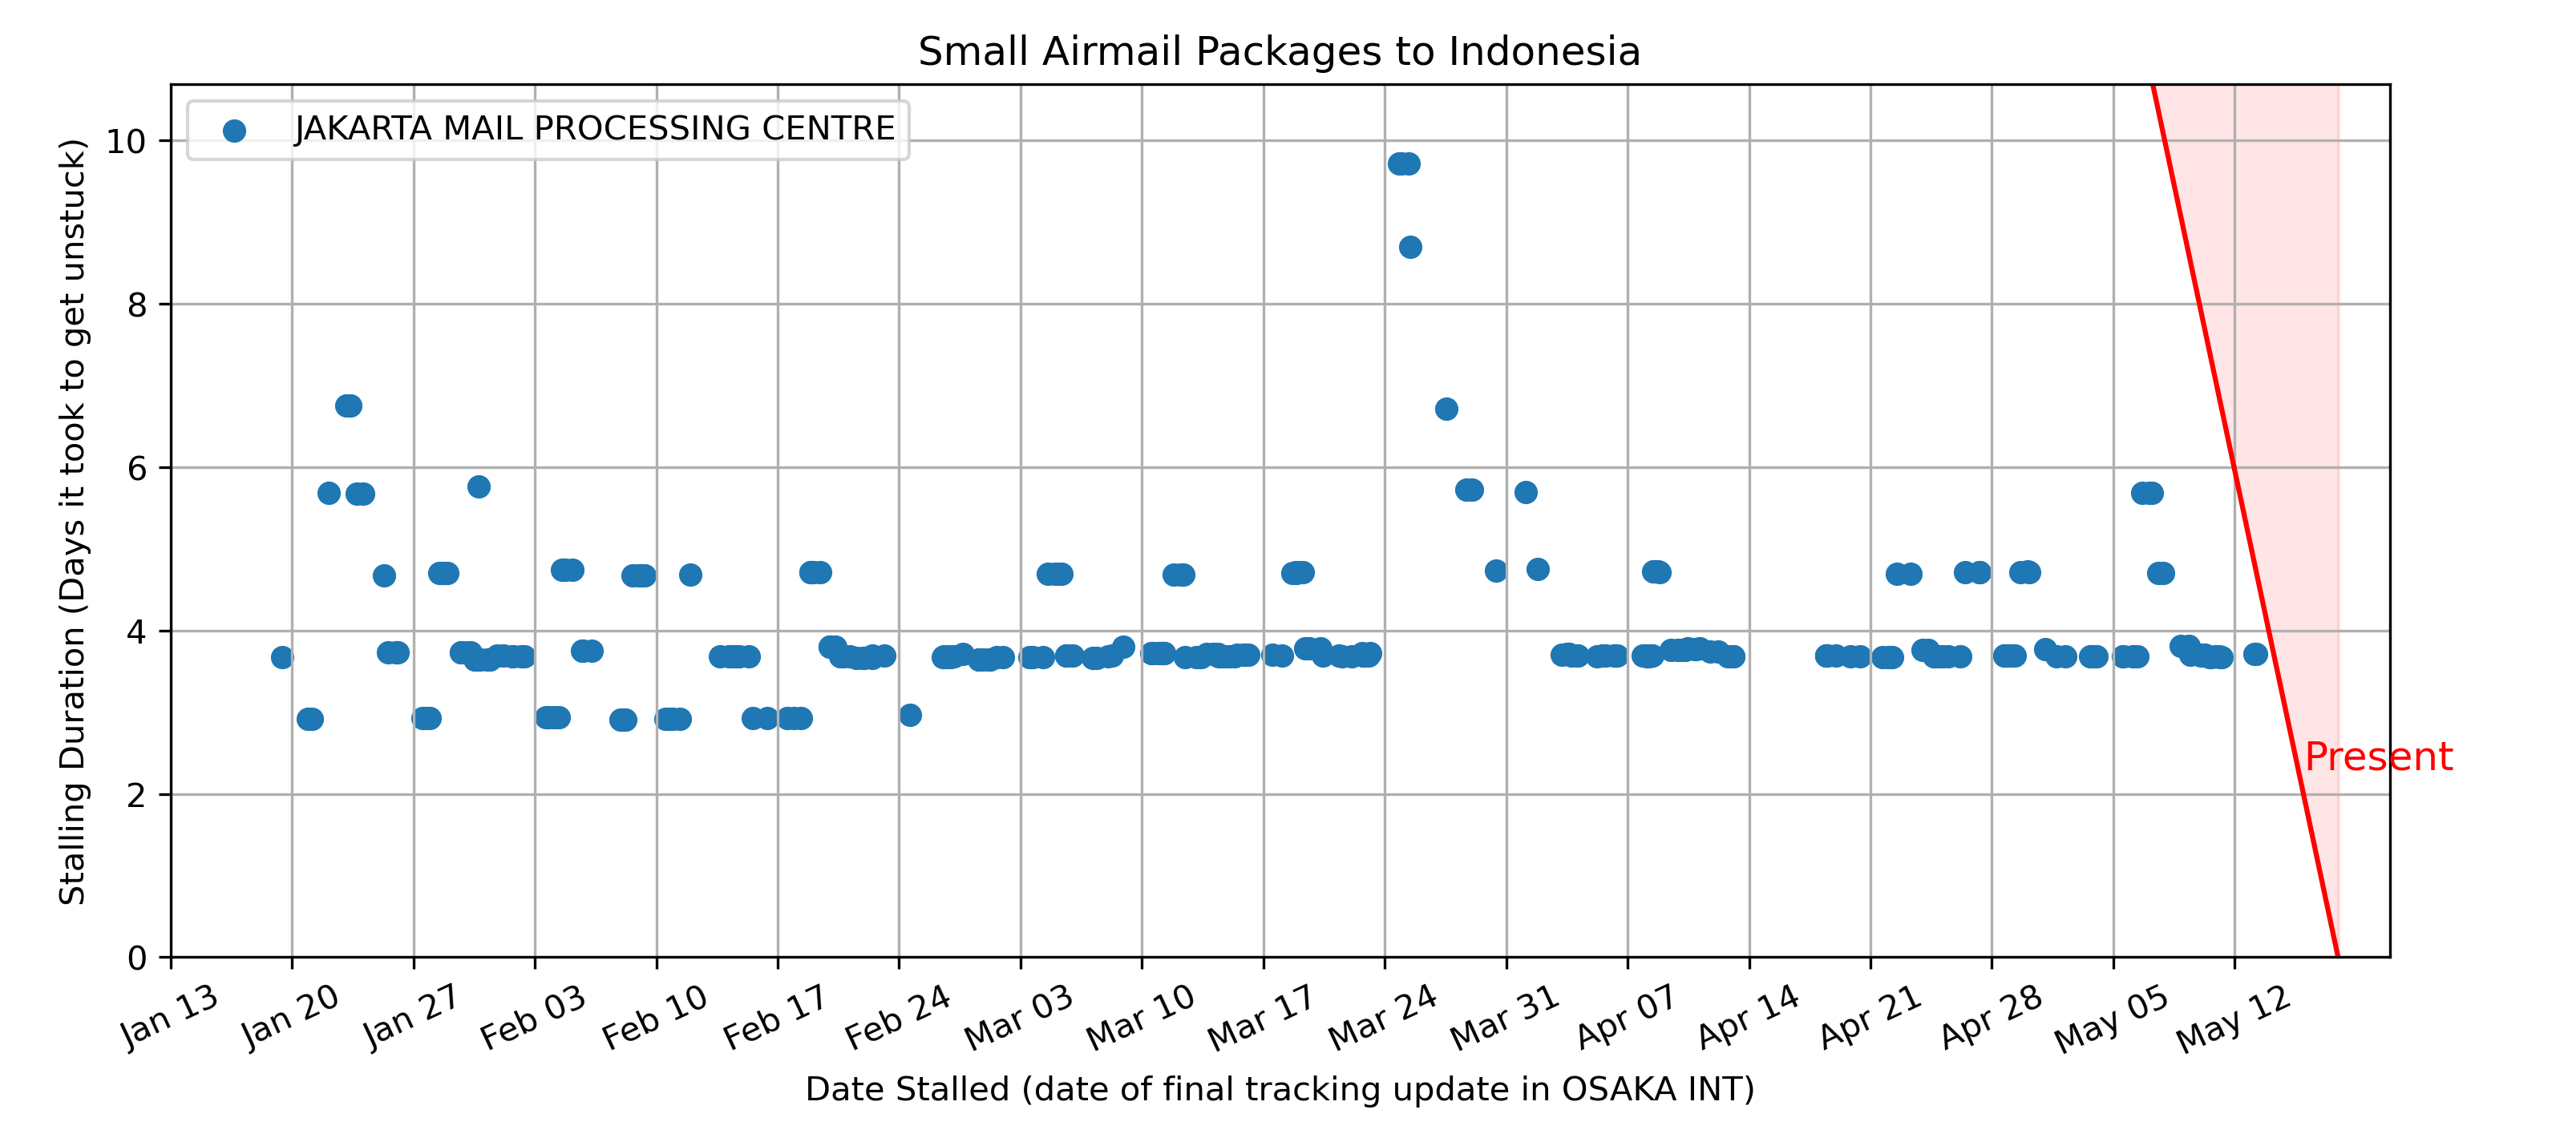 Small Airmail Packages to Indonesia
JAKARTA MAIL PROCESSING CENTRE
Stalling Duration (Days it took to get unstuck)
10
8
6
4
2
0
Present
Jan 13
Jan 20
Jan 27
Feb 03
Feb 10
Feb 17
Feb 24
Mar 03
Mar 10
Mar 17
Mar 24
Mar 31
Apr 07
Apr 14
Apr 21
Apr 28
May 05
May 12
Date Stalled (date of final tracking update in OSAKA INT)